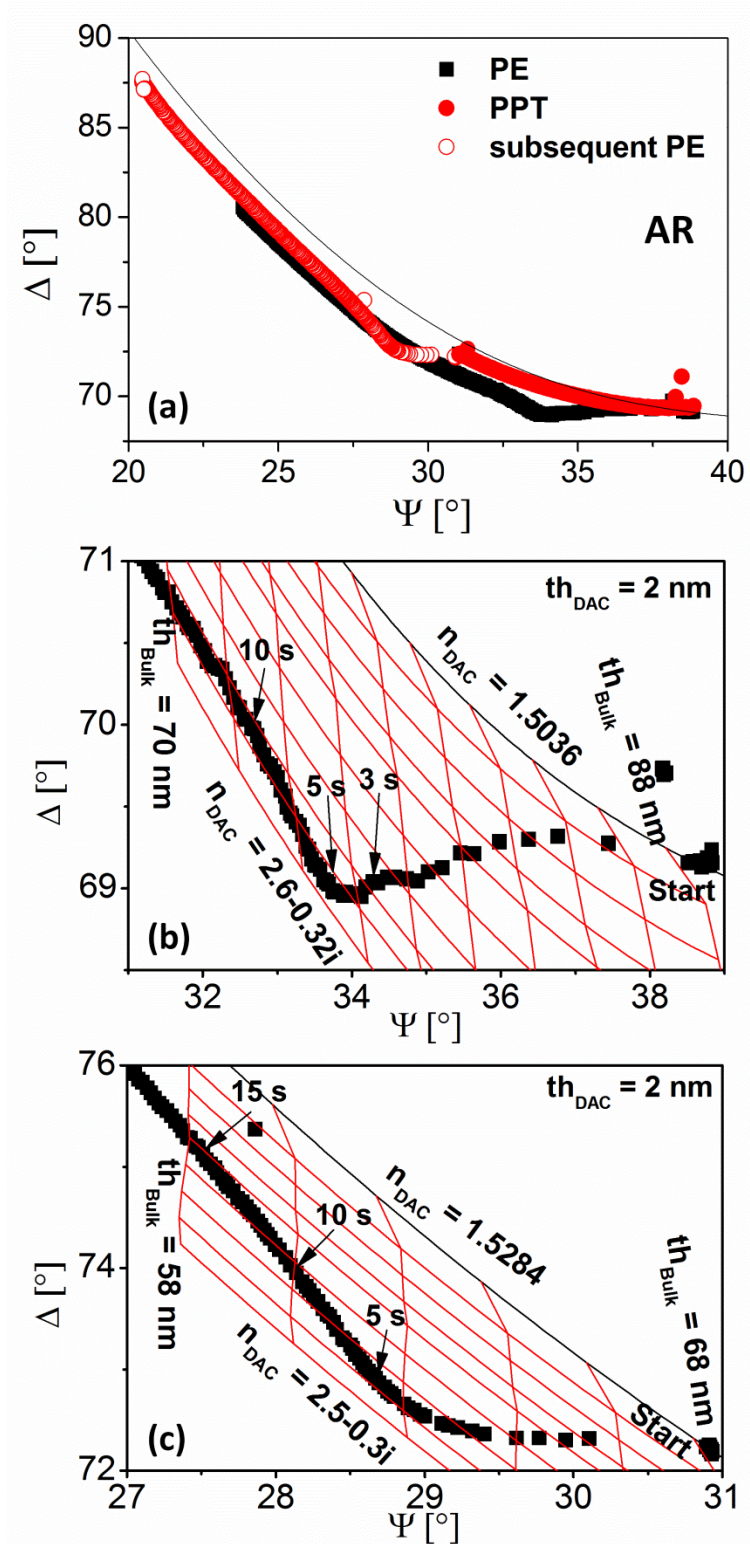 90
85
80
75
70
Δ [°]
PE
PPT
subsequent PE
AR
(a)
20 25 30 35 40
Ψ [°]
71
70
69
Δ [°]
th_DAC = 2 nm
n_DAC = 1.5036
th_Bulk = 88 nm
10 s
5 s
3 s
th_Bulk = 70 nm
n_DAC = 2.6-0.32i
Start
(b)
32 34 36 38
Ψ [°]
76
74
72
Δ [°]
th_DAC = 2 nm
15 s
n_DAC = 1.5284
th_Bulk = 58 nm
10 s
5 s
th_Bulk = 68 nm
n_DAC = 2.5-0.3i
Start
(c)
27 28 29 30 31
Ψ [°]